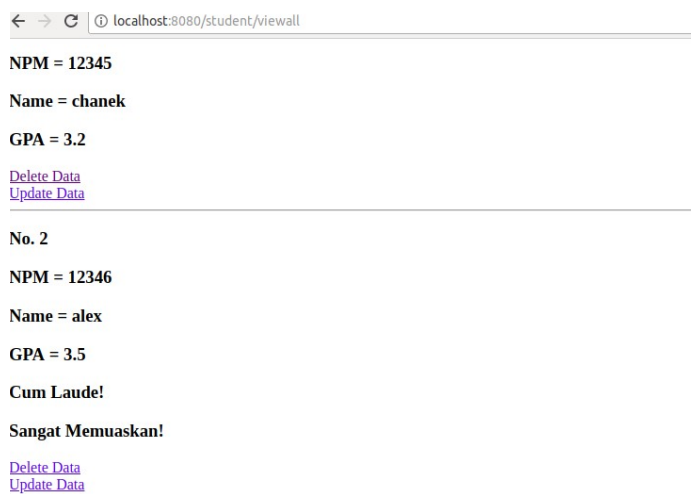 localhost:8080/student/viewall
NPM = 12345
Name = chanek
GPA = 3.2
Delete Data
Update Data
No. 2
NPM = 12346
Name = alex
GPA = 3.5
Cum Laude!
Sangat Memuaskan!
Delete Data
Update Data